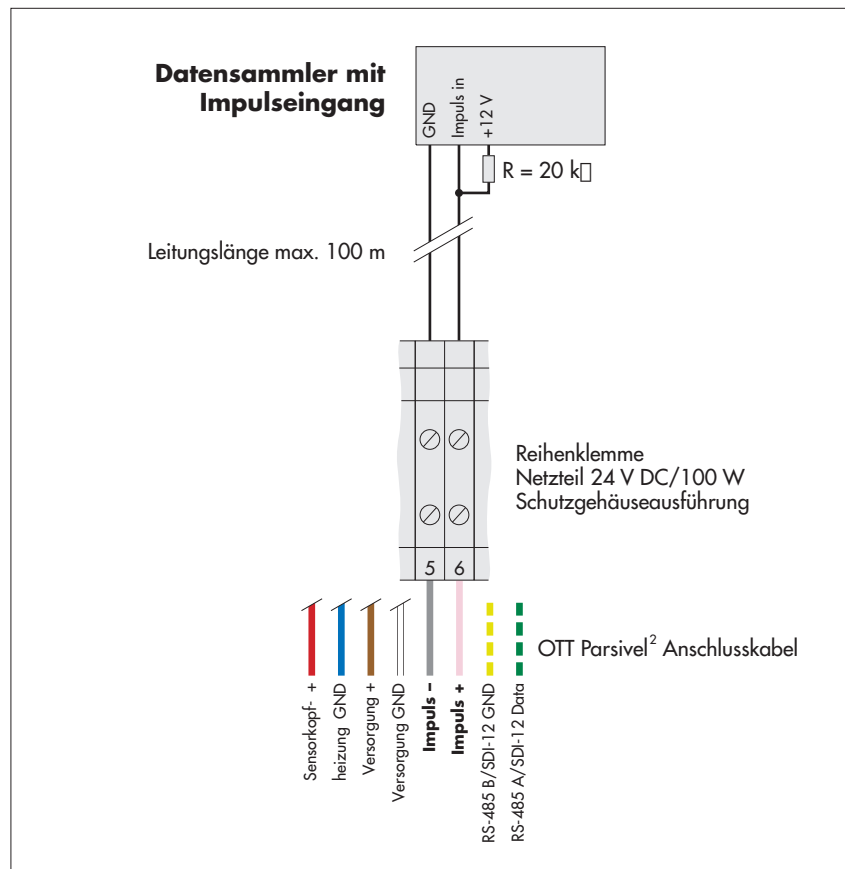 Datensammler mit
Impulseingang
GND
Impuls in
+12 V
R = 20 k□
Leitungslänge max. 100 m
Reihenklemme
Netzteil 24 V DC/100 W
Schutzgehäuseausführung
5 6
OTT Parsivel² Anschlusskabel
Sensorkopf- +
heizung GND
Versorgung +
Versorgung GND
Impuls –
Impuls +
RS-485 B/SDI-12 GND
RS-485 A/SDI-12 Data